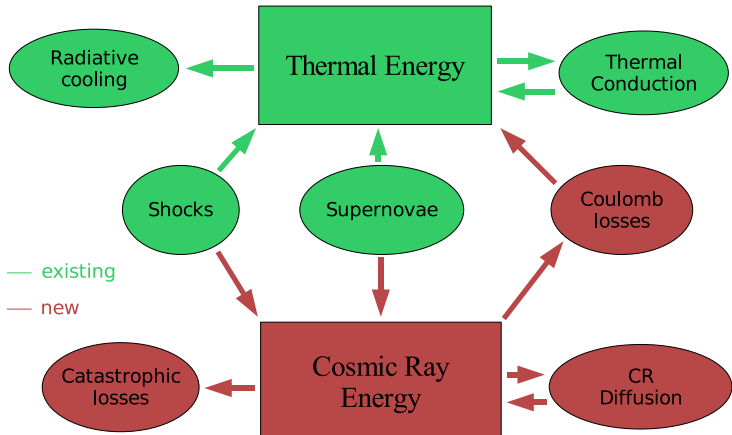 Radiative
cooling
Thermal Energy
Thermal
Conduction
Shocks
Supernovae
Coulomb
losses
existing
new
Catastrophic
losses
Cosmic Ray
Energy
CR
Diffusion